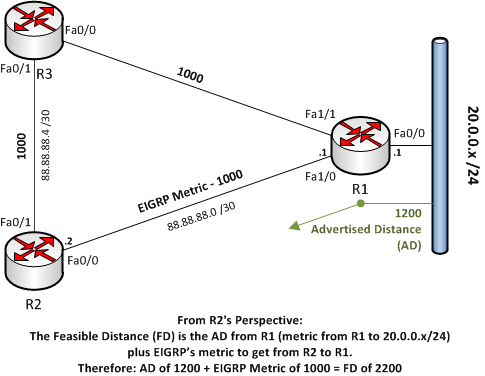 Fa0/0
Fa0/1
R3
1000
1000
88.88.88.4 /30
Fa1/1
Fa0/0
.1
.1
Fa1/0
R1
20.0.0.x /24
EIGRP Metric - 1000
88.88.88.0 /30
1200
Advertised Distance
(AD)
Fa0/1
.2
Fa0/0
R2
From R2's Perspective:
The Feasible Distance (FD) is the AD from R1 (metric from R1 to 20.0.0.x/24)
plus EIGRP's metric to get from R2 to R1.
Therefore: AD of 1200 + EIGRP Metric of 1000 = FD of 2200